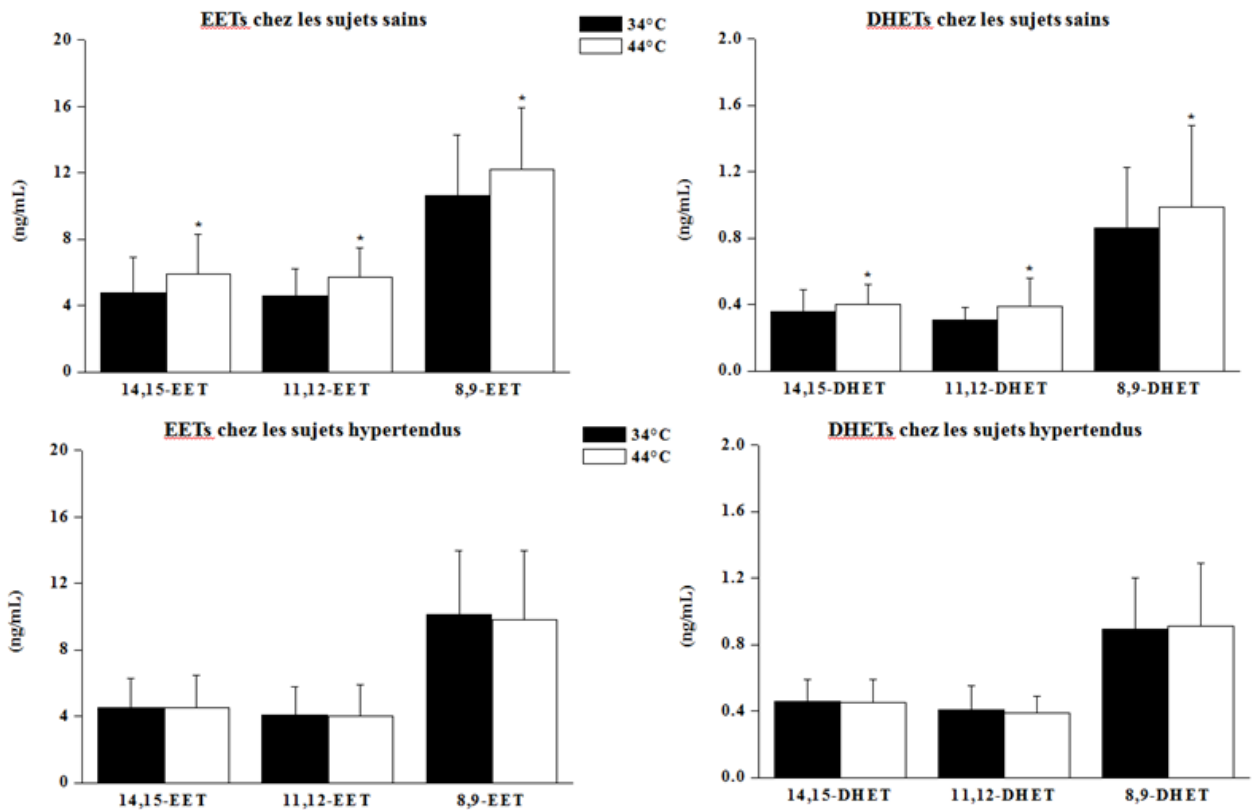 EETs chez les sujets sains
34°C
44°C
20
16
12
8
4
0
(ng/mL)
*
*
*
14,15-EET 11,12-EET 8,9-EET
DHETs chez les sujets sains
2.0
1.6
1.2
0.8
0.4
0.0
(ng/mL)
*
*
*
14,15-DHET 11,12-DHET 8,9-DHET
EETs chez les sujets hypertendus
34°C
44°C
20
16
12
8
4
0
(ng/mL)
14,15-EET 11,12-EET 8,9-EET
DHETs chez les sujets hypertendus
2.0
1.6
1.2
0.8
0.4
0.0
(ng/mL)
14,15-DHET 11,12-DHET 8,9-DHET